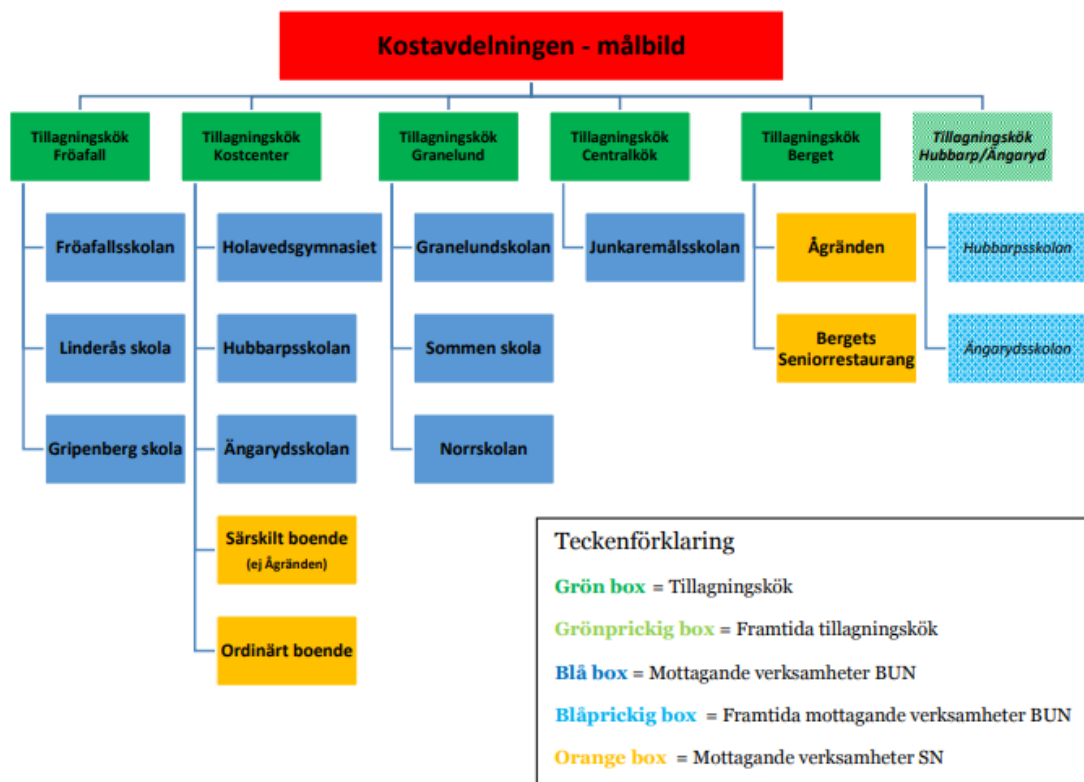 Kostavdelningen - målbild
Tillagningskök
Fröafall
Tillagningskök
Kostcenter
Tillagningskök
Granelund
Tillagningskök
Centralkök
Tillagningskök
Berget
Tillagningskök
Hubbarp/Ängaryd
Fröafallsskolan
Linderås skola
Gripenberg skola
Holavedsgymnasiet
Hubbarpsskolan
Ängarydsskolan
Särskilt boende
(ej Ågränden)
Ordinärt boende
Granelundskolan
Sommen skola
Norrskolan
Junkaremålsskolan
Ågränden
Bergets
Seniorrestaurang
Hubbarpsskolan
Ängarydsskolan
Teckenförklaring
Grön box = Tillagningskök
Grönprickig box = Framtida tillagningskök
Blå box = Mottagande verksamheter BUN
Blåprickig box = Framtida mottagande verksamheter BUN
Orange box = Mottagande verksamheter SN